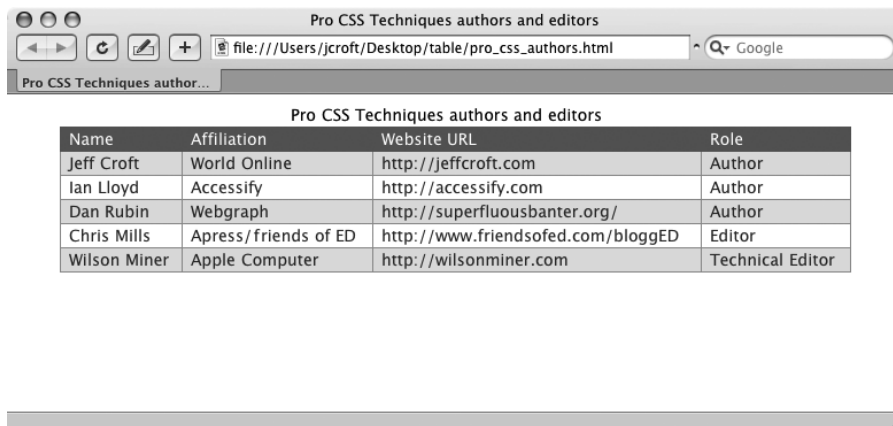 Pro CSS Techniques authors and editors
file:///Users/jcroft/Desktop/table/pro_css_authors.html
Google
Pro CSS Techniques author...
Pro CSS Techniques authors and editors
Name Affiliation Website URL Role
Jeff Croft World Online http://jeffcroft.com Author
Ian Lloyd Accessify http://accessify.com Author
Dan Rubin Webgraph http://superfluousbanter.org/ Author
Chris Mills Apress/friends of ED http://www.friendsofed.com/bloggED Editor
Wilson Miner Apple Computer http://wilsonminer.com Technical Editor